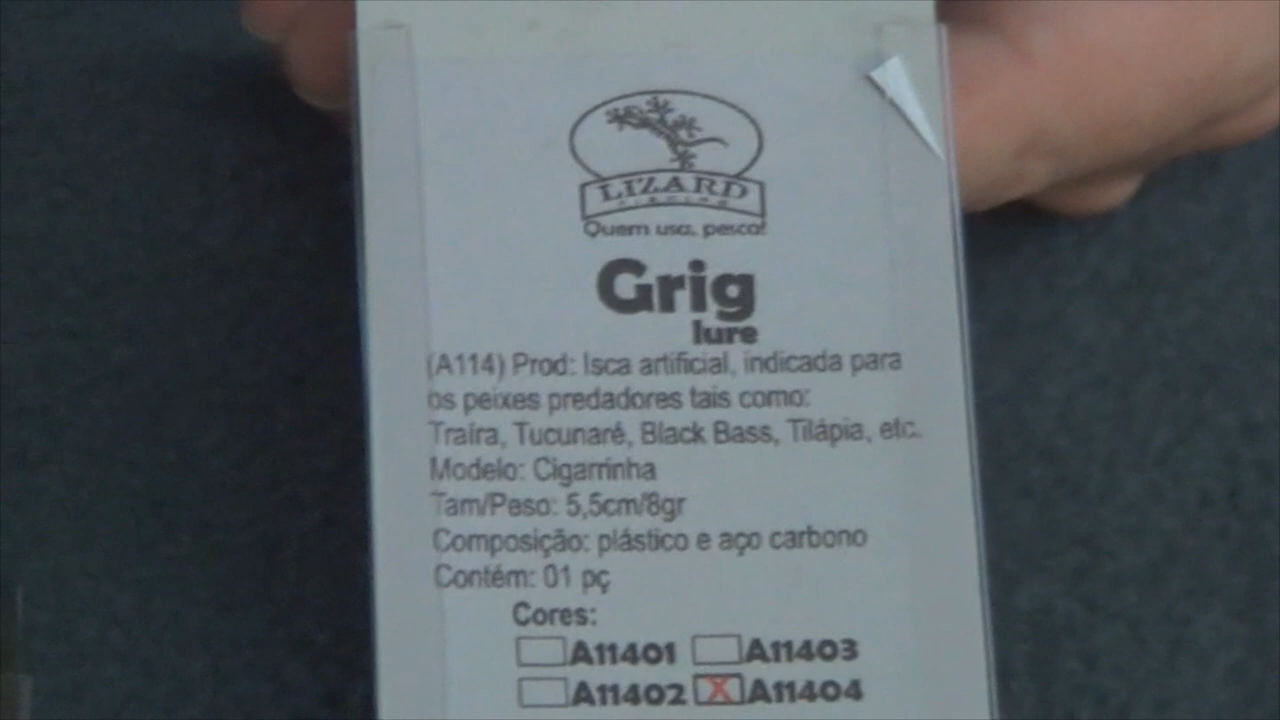 LIZARD
FISHING
Quem usa, pesca!
Grig
lure
(A114) Prod: Isca artificial, indicada para
os peixes predadores tais como:
Traíra, Tucunaré, Black Bass, Tilápia, etc.
Modelo: Cigarrinha
Tam/Peso: 5,5cm/8gr
Composição: plástico e aço carbono
Contém: 01 pç
Cores:
A11401 A11403
A11402 X A11404